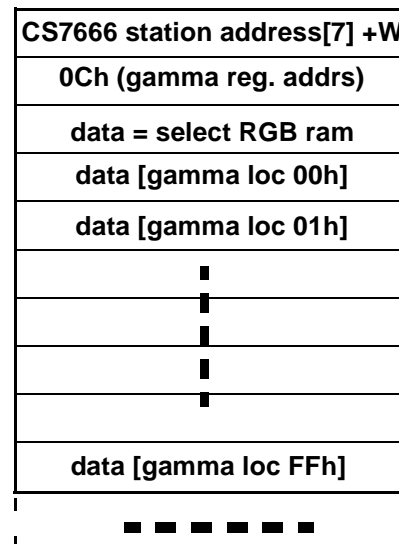 CS7666 station address[7] +W
0Ch (gamma reg. addrs)
data = select RGB ram
data [gamma loc 00h]
data [gamma loc 01h]
data [gamma loc FFh]